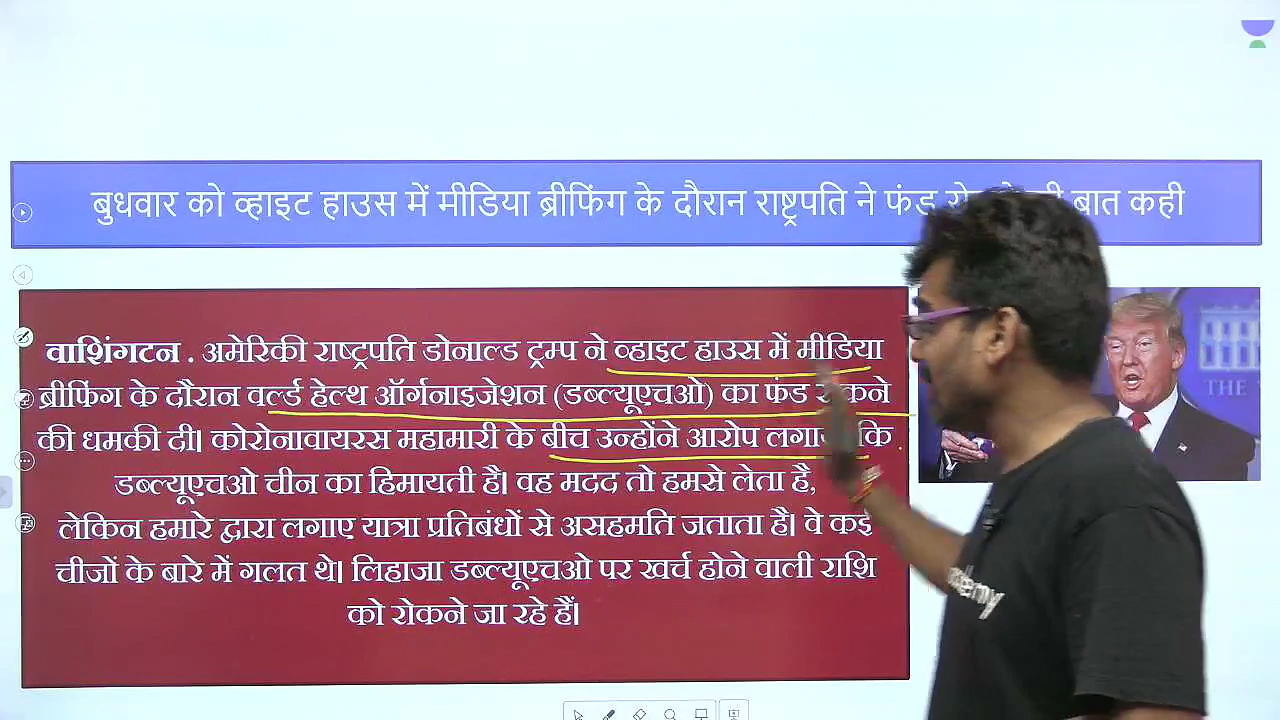 बुधवार को व्हाइट हाउस में मीडिया ब्रीफिंग के दौरान राष्ट्रपति ने फंड बात कही
वाशिंगटन . अमेरिकी राष्ट्रपति डोनाल्ड ट्रम्प ने व्हाइट हाउस में मीडिया
ब्रीफिंग के दौरान वर्ल्ड हेल्थ ऑर्गनाइजेशन (डब्ल्यूएचओ) का फंड रोकने
की धमकी दी। कोरोनावायरस महामारी के बीच उन्होंने आरोप कि
डब्ल्यूएचओ चीन का हिमायती है। वह मदद तो हमसे लेता है,
लेकिन हमारे द्वारा लगाए यात्रा प्रतिबंधों से असहमति जताता है। वे कई
चीजों के बारे में गलत थे। लिहाजा डब्ल्यूएचओ पर खर्च होने वाली राशि
को रोकने जा रहे हैं।
THE